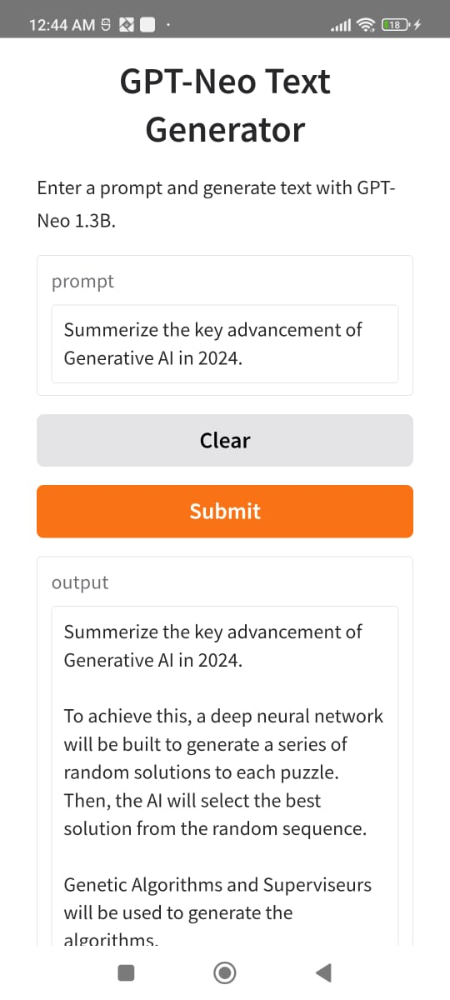 12:44 AM
18
GPT-Neo Text
Generator
Enter a prompt and generate text with GPT-
Neo 1.3B.
prompt
Summerize the key advancement of
Generative AI in 2024.
Clear
Submit
output
Summerize the key advancement of
Generative AI in 2024.
To achieve this, a deep neural network
will be built to generate a series of
random solutions to each puzzle.
Then, the AI will select the best
solution from the random sequence.
Genetic Algorithms and Superviseurs
will be used to generate the
algorithms.